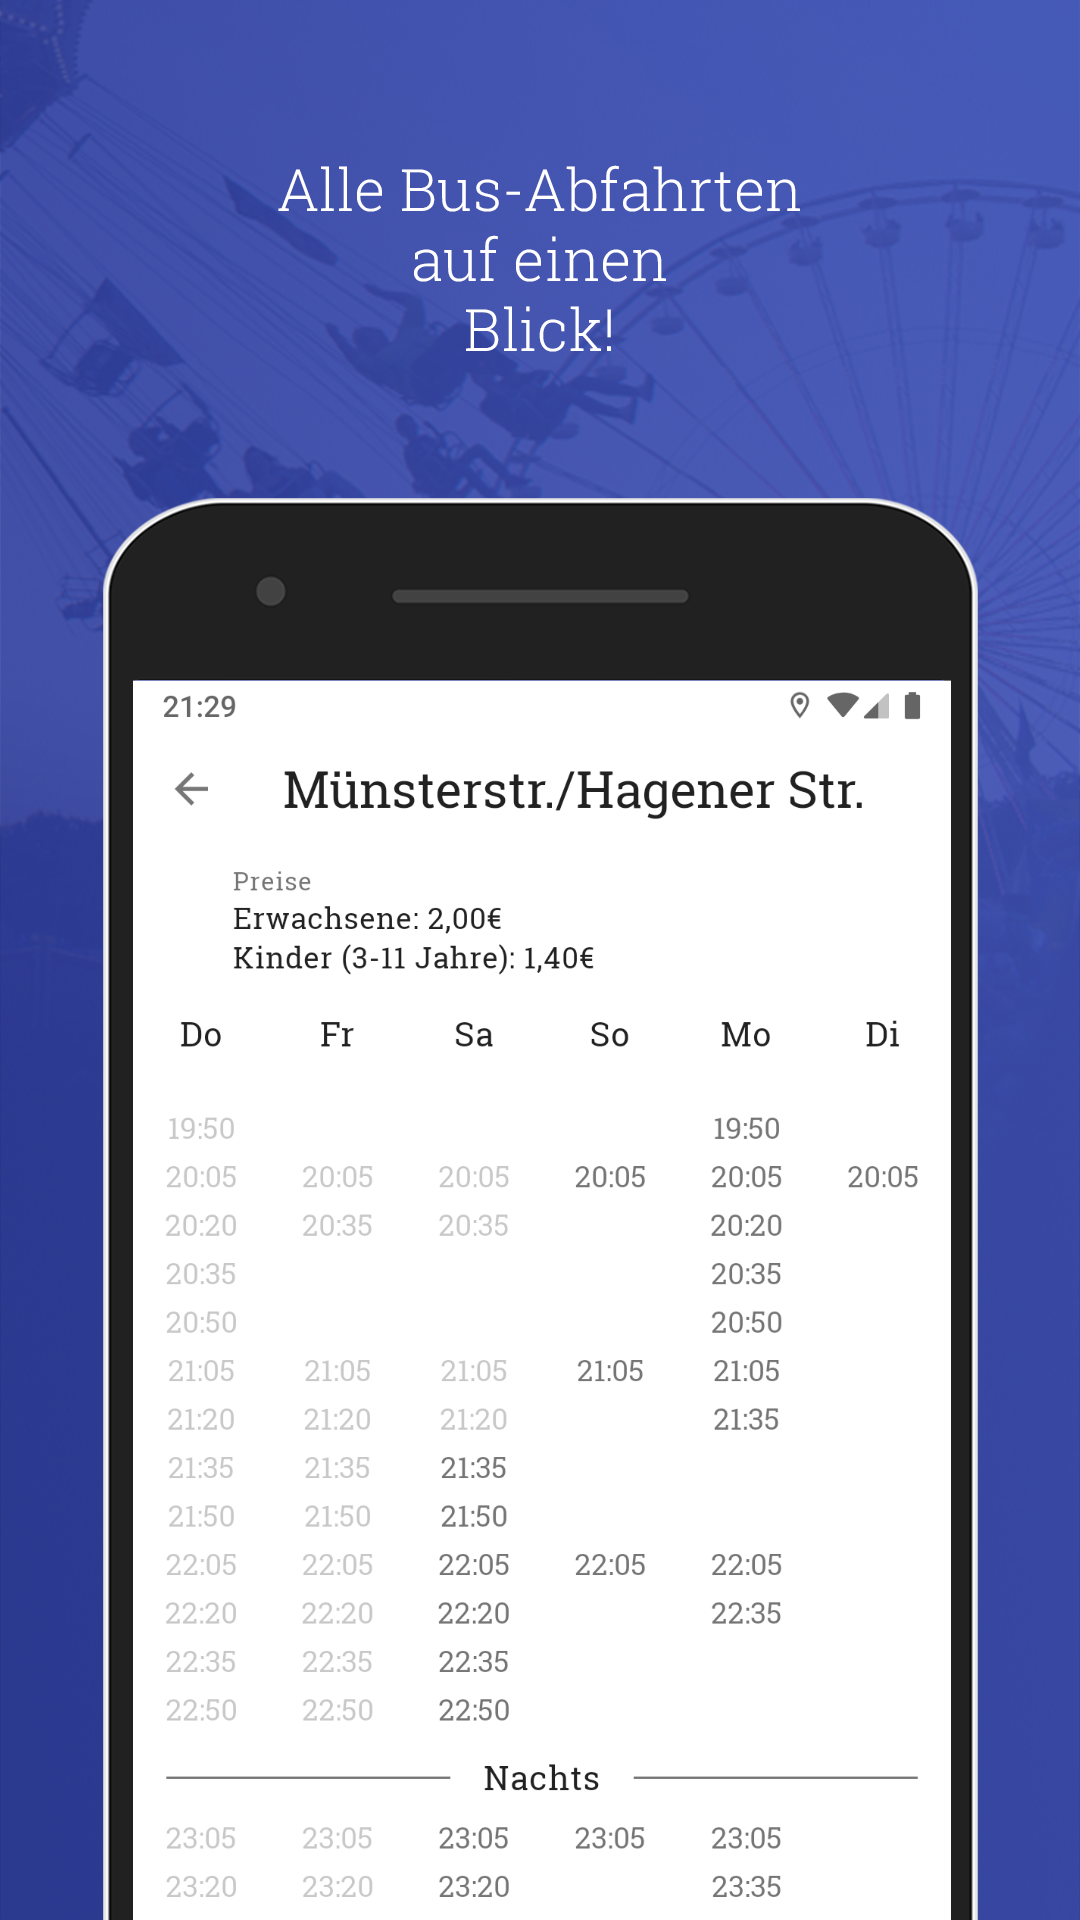 Alle Bus-Abfahrten
auf einen
Blick!
21:29
Münsterstr./Hagener Str.
Preise
Erwachsene: 2,00€
Kinder (3-11 Jahre): 1,40€
Do Fr Sa So Mo Di
19:50 19:50
20:05 20:05 20:05 20:05 20:05 20:05
20:20 20:35 20:35 20:20
20:35 20:35
20:50 20:50
21:05 21:05 21:05 21:05 21:05
21:20 21:20 21:20 21:35
21:35 21:35 21:35
21:50 21:50 21:50
22:05 22:05 22:05 22:05 22:05
22:20 22:20 22:20 22:35
22:35 22:35 22:35
22:50 22:50 22:50
Nachts
23:05 23:05 23:05 23:05 23:05
23:20 23:20 23:20 23:35